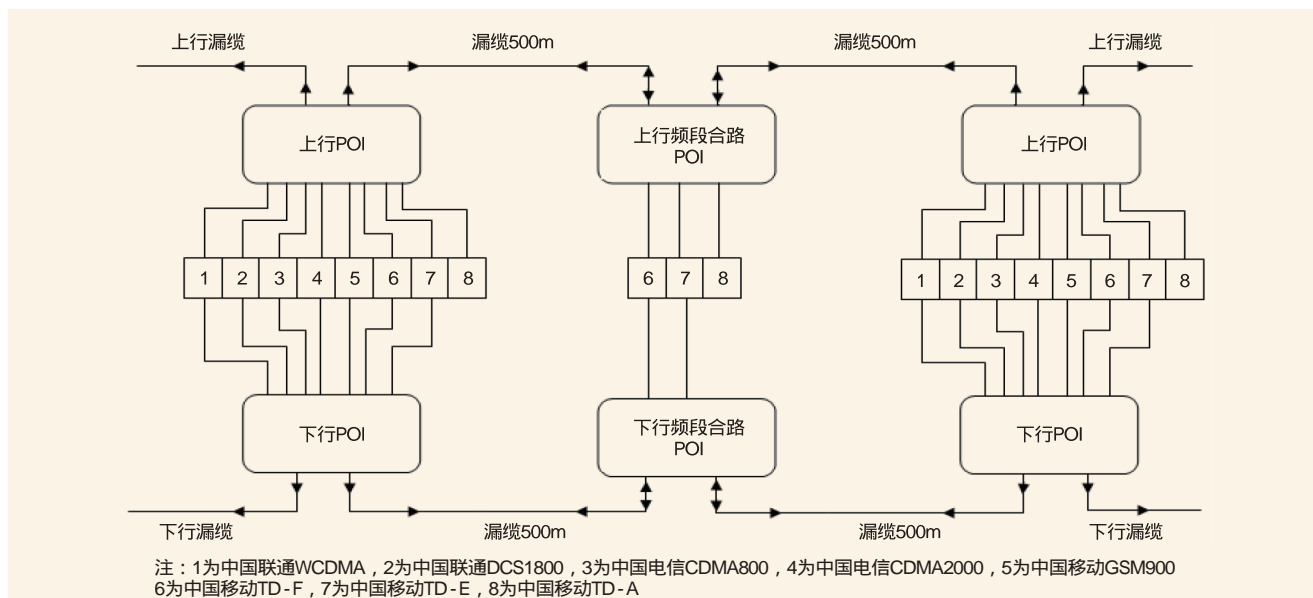 上行漏缆 漏缆500m 漏缆500m 上行漏缆
上行POI 上行频段合路 上行POI
POI
1 2 3 4 5 6 7 8 6 7 8 1 2 3 4 5 6 7 8
下行POI 下行频段合路 下行POI
POI
下行漏缆 漏缆500m 漏缆500m 下行漏缆
注：1为中国联通WCDMA，2为中国联通DCS1800，3为中国电信CDMA800，4为中国电信CDMA2000，5为中国移动GSM900
6为中国移动TD-F，7为中国移动TD-E，8为中国移动TD-A